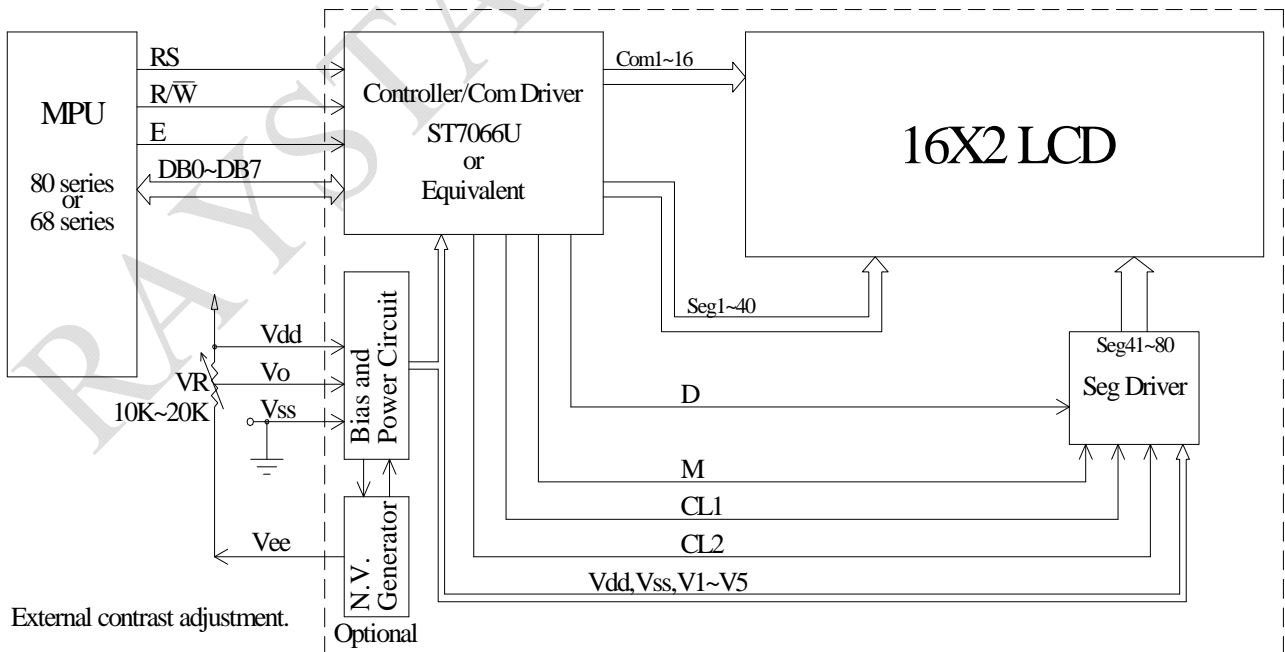 MPU
80 series
or
68 series
RS
R/W̅
E
DB0~DB7
Controller/Com Driver
ST7066U
or
Equivalent
Com1~16
16X2 LCD
Seg1~40
Seg41~80
Seg Driver
Vdd
Vo
VR
10K~20K
Vss
Bias and
Power Circuit
D
M
CL1
CL2
Vdd,Vss,V1~V5
Vee
N.V.
Generator
Optional
External contrast adjustment.
RAYSTA